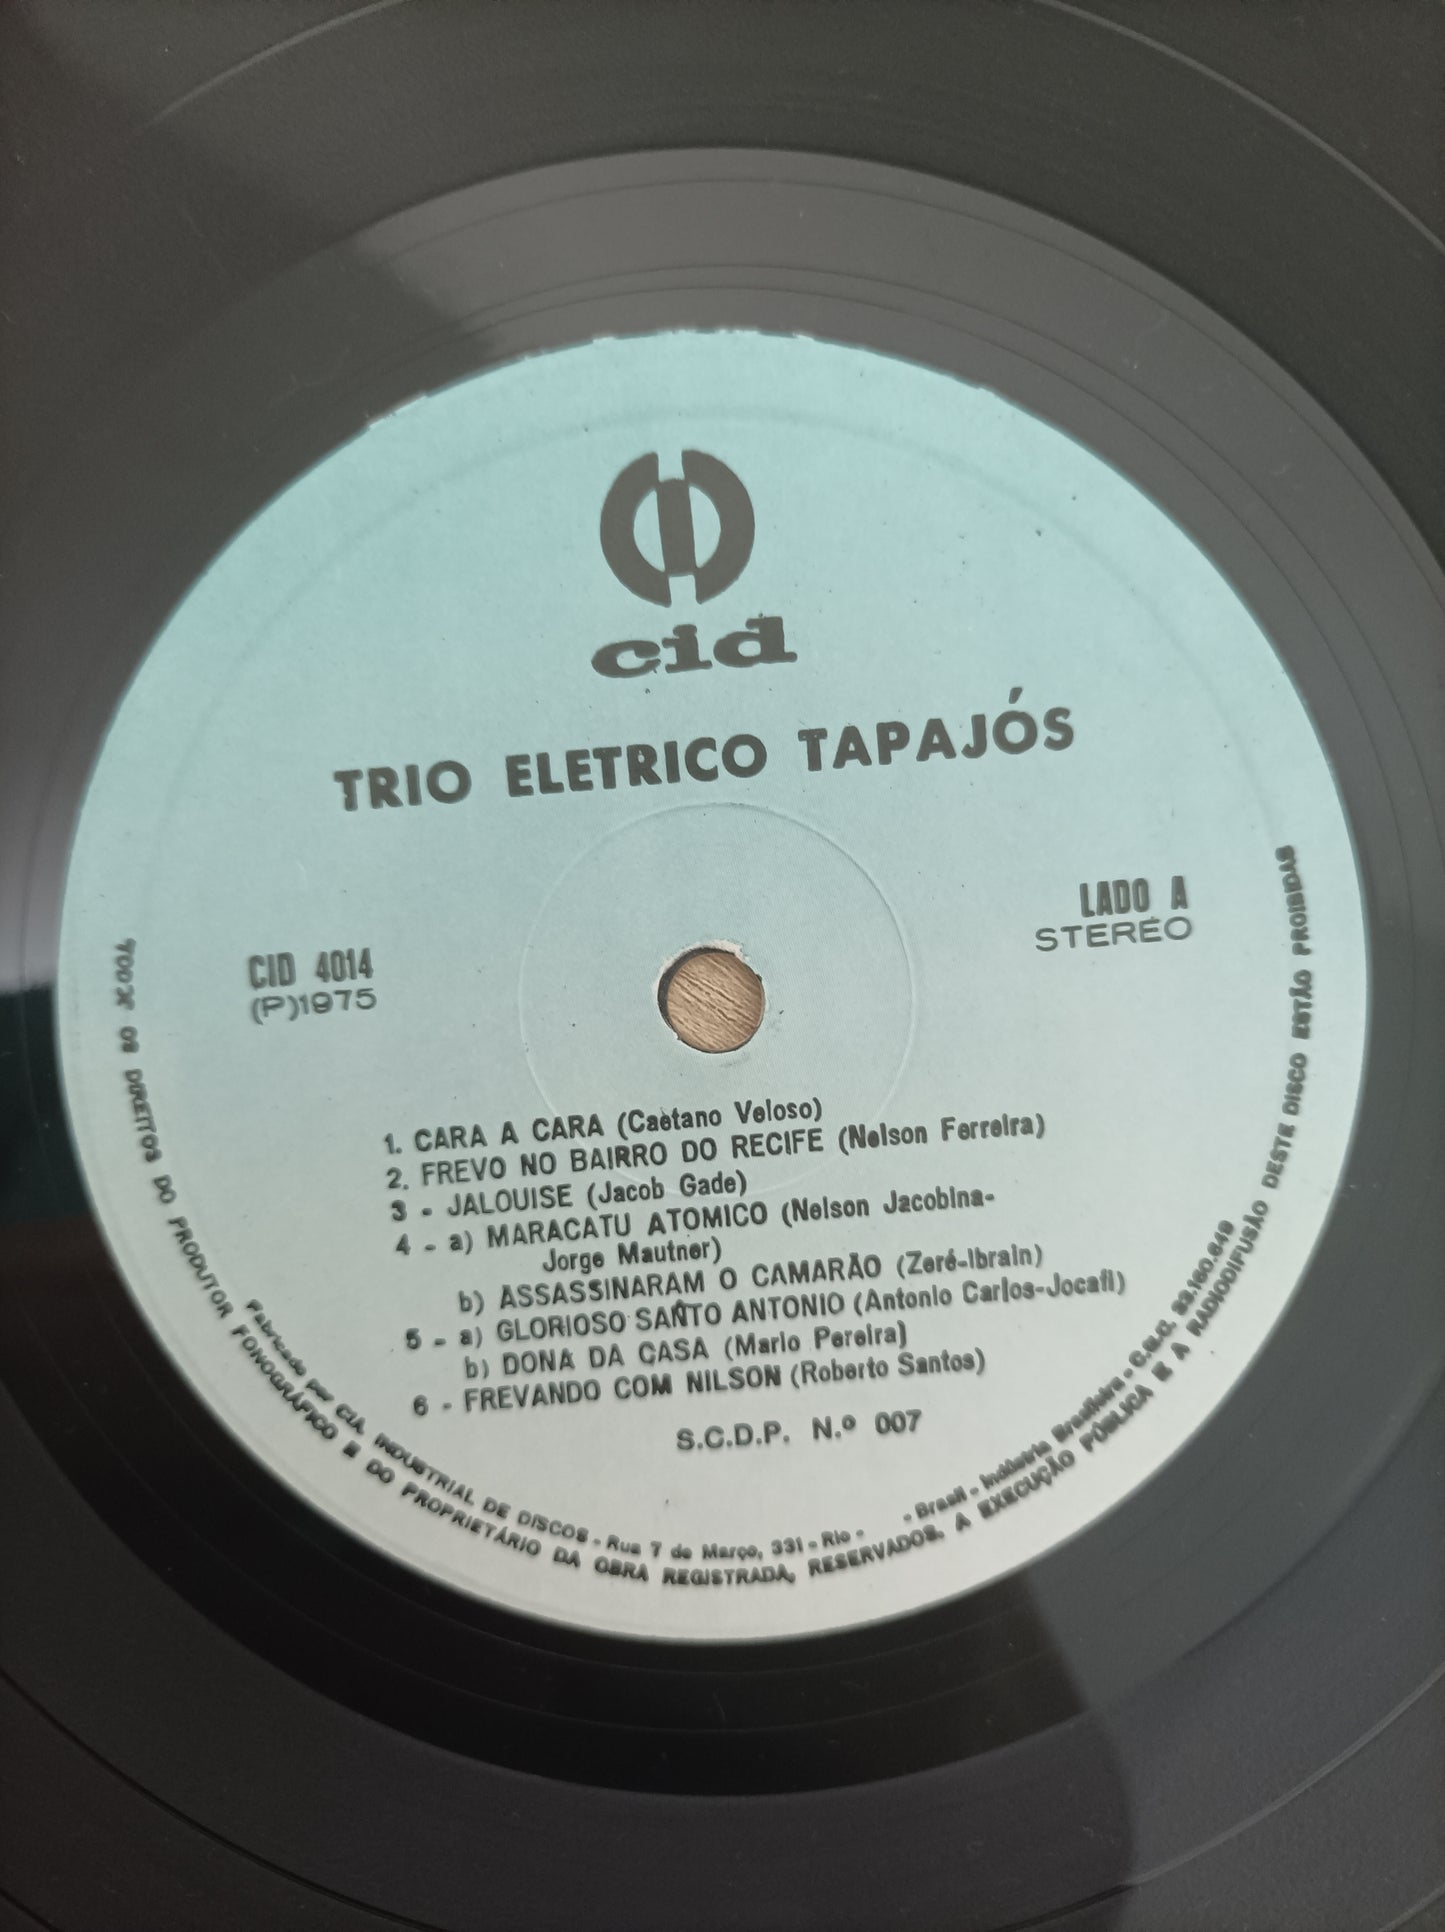 cid
TRIO ELETRICO TAPAJÓS
LADO A
STEREO
CID 4014
(P)1975
1. CARA A CARA (Caetano Veloso)
2. FREVO NO BAIRRO DO RECIFE (Nelson Ferreira)
3 - JALOUISE (Jacob Gade)
4 - a) MARACATU ATOMICO (Nelson Jacobina-
Jorge Mautner)
b) ASSASSINARAM O CAMARÃO (Zeré-Ibrain)
5 - a) GLORIOSO SANTO ANTONIO (Antonio Carlos-Jocafi)
b) DONA DA CASA (Mario Pereira)
6 - FREVANDO COM NILSON (Roberto Santos)
S.C.D.P. N.º 007
Fabricado por CIA. INDUSTRIAL DE DISCOS - Rua 7 de Março, 331 - Rio - - Brasil - Indústria Brasileira - C.G.C. 33.160.649
OS DIREITOS DO PRODUTOR FONOGRÁFICO E DO PROPRIETÁRIO DA OBRA REGISTRADA, RESERVADOS. A EXECUÇÃO PÚBLICA E A RADIODIFUSÃO DESTE DISCO ESTÃO PROIBIDAS